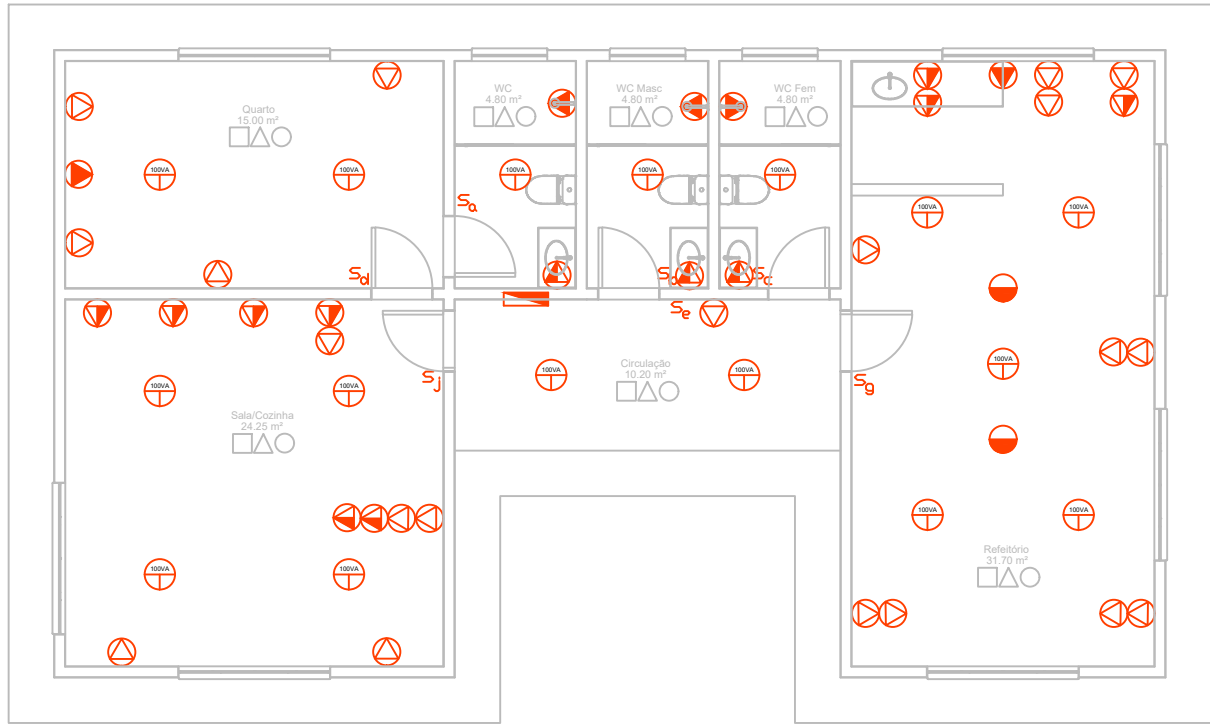 Quarto
15.00 m²
100VA
100VA
WC
4.80 m²
100VA
WC Masc
4.80 m²
100VA
WC Fem
4.80 m²
100VA
Sa
Sd
Sc
Se
Sala/Cozinha
24.25 m²
100VA
100VA
100VA
100VA
Sj
Circulação
10.20 m²
100VA
100VA
Sg
100VA
100VA
100VA
100VA
100VA
Refeitório
31.70 m²